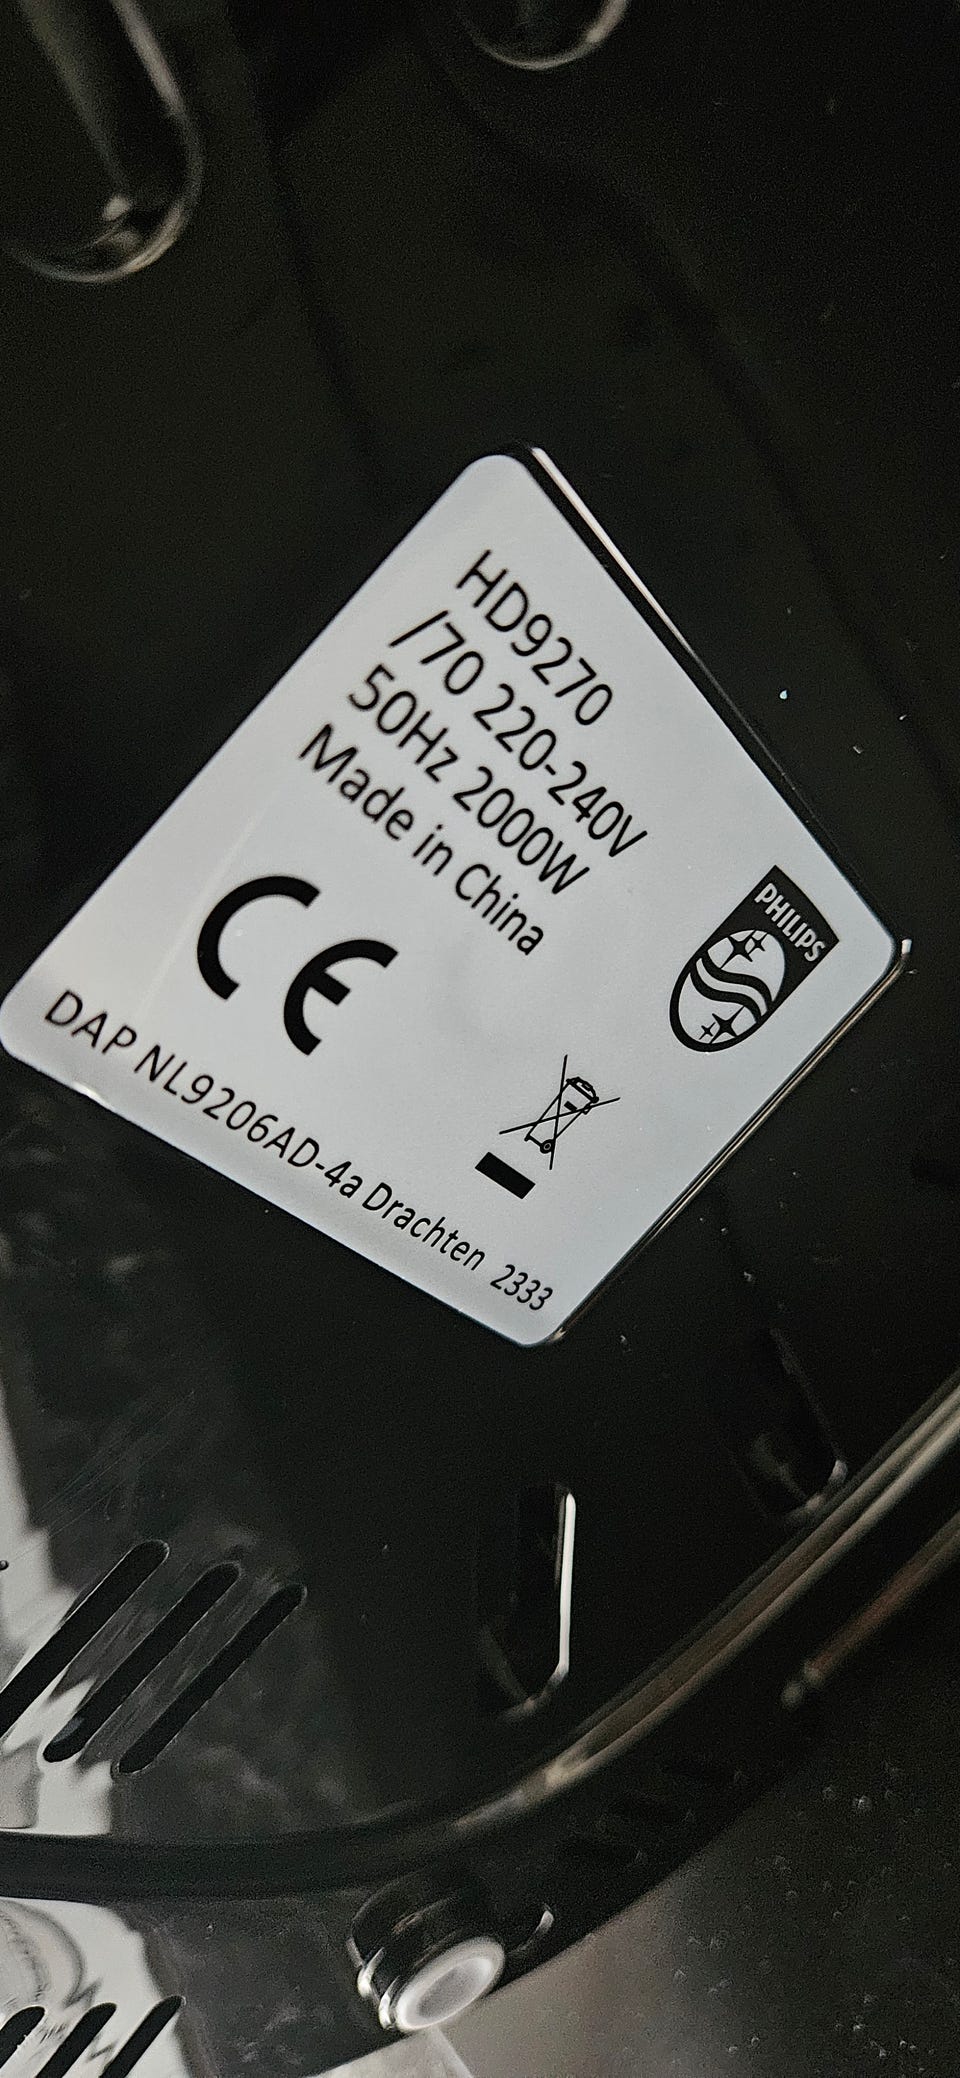 HD9270
/70 220-240V
50Hz 2000W
Made in China
CE
PHILIPS
DAP NL9206AD-4a Drachten 2333